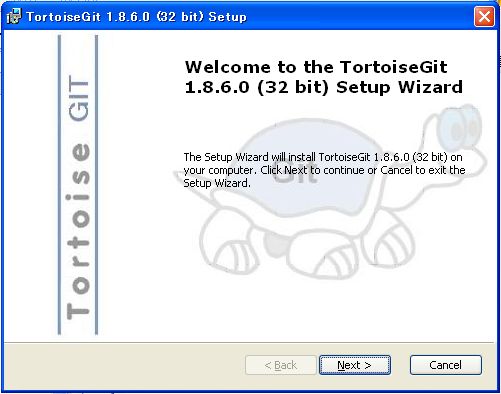 TortoiseGit 1.8.6.0 (32 bit) Setup
Welcome to the TortoiseGit
1.8.6.0 (32 bit) Setup Wizard
The Setup Wizard will install TortoiseGit 1.8.6.0 (32 bit) on
your computer. Click Next to continue or Cancel to exit the
Setup Wizard.
Git
Tortoise GIT
< Back
Next >
Cancel